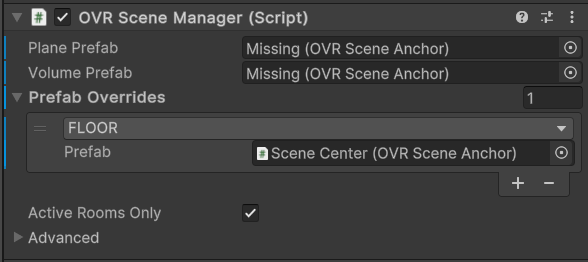 OVR Scene Manager (Script)
Plane Prefab Missing (OVR Scene Anchor)
Volume Prefab Missing (OVR Scene Anchor)
Prefab Overrides 1
FLOOR
Prefab # Scene Center (OVR Scene Anchor)
+ −
Active Rooms Only
Advanced